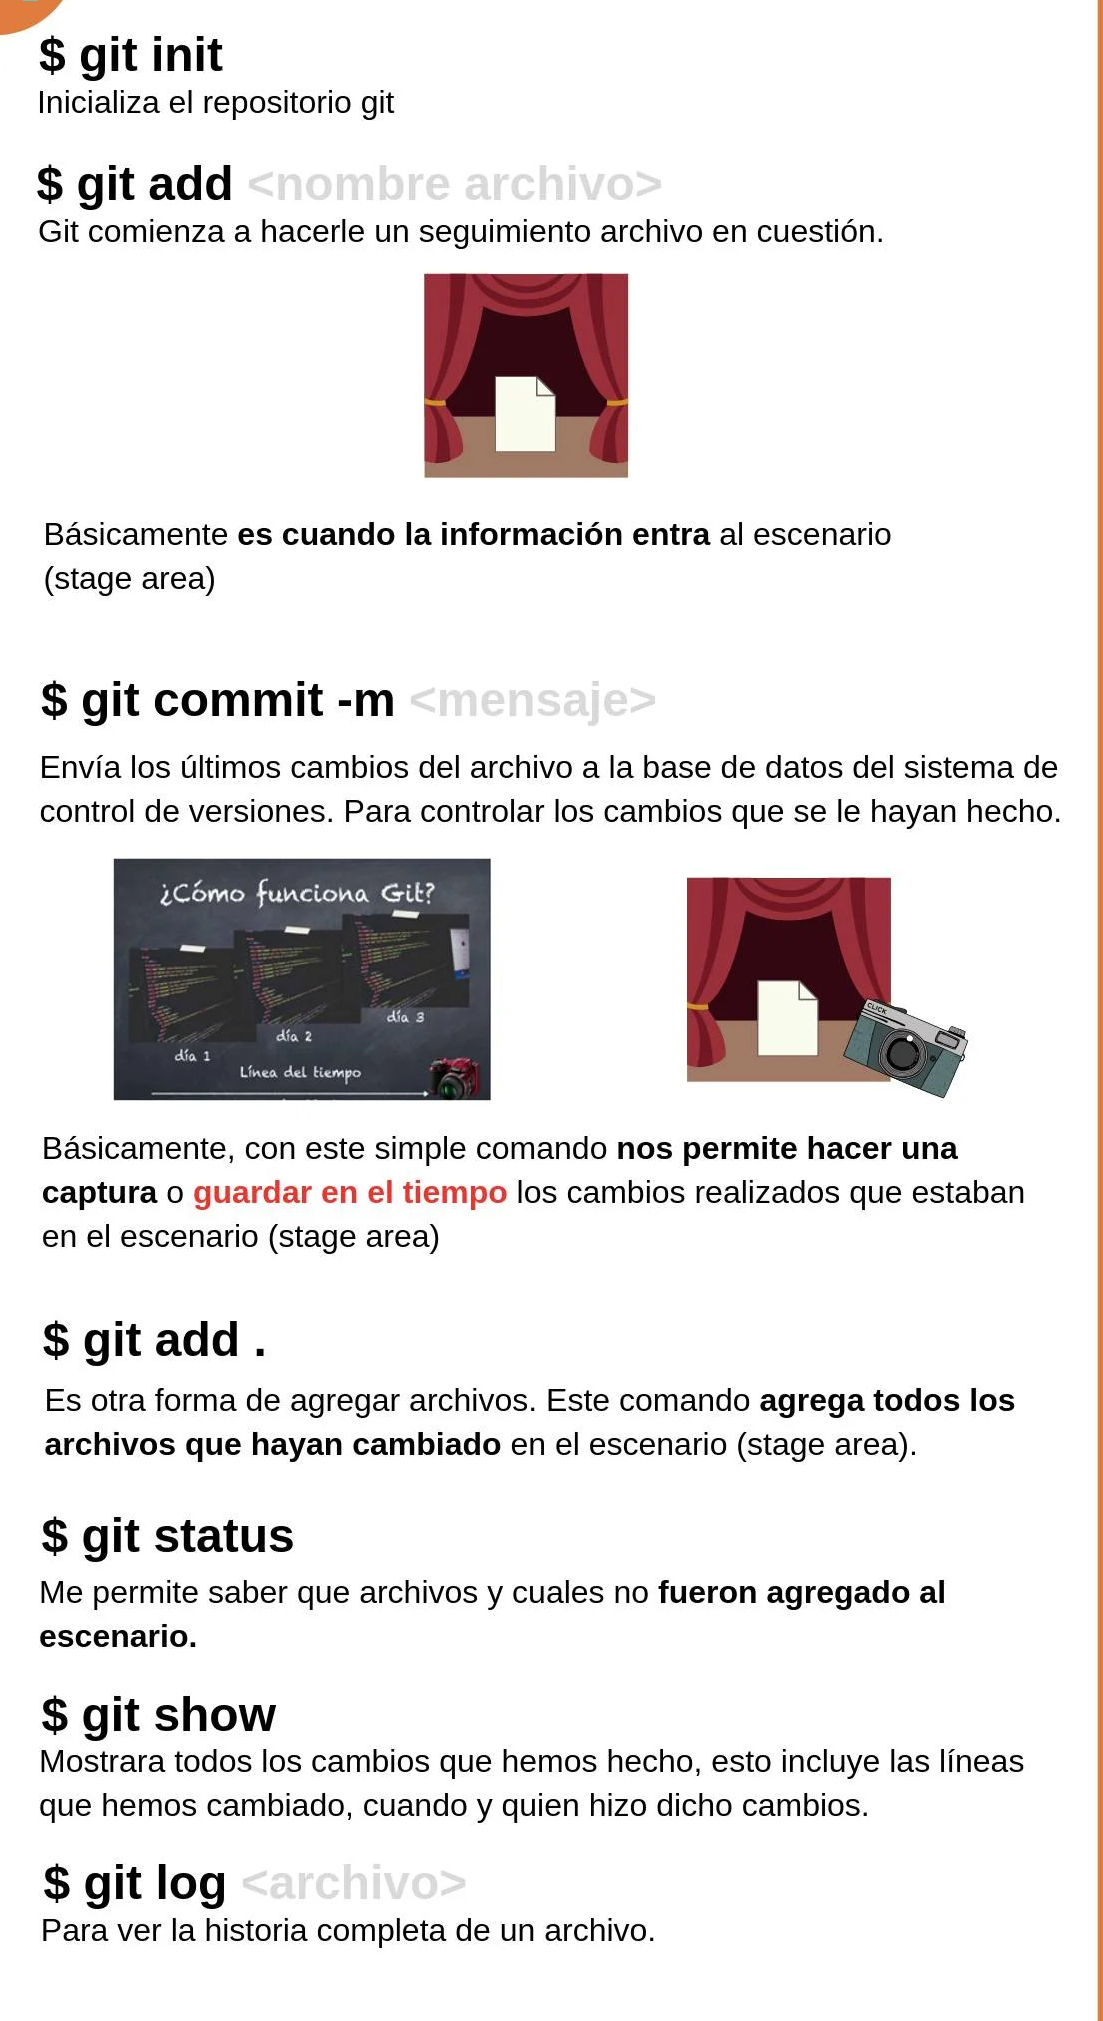 $ git init
Inicializa el repositorio git
$ git add <nombre archivo>
Git comienza a hacerle un seguimiento archivo en cuestión.
Básicamente es cuando la información entra al escenario
(stage area)
$ git commit -m <mensaje>
Envía los últimos cambios del archivo a la base de datos del sistema de
control de versiones. Para controlar los cambios que se le hayan hecho.
¿Cómo funciona Git?
día 1
día 2
día 3
Línea del tiempo
CLICK
Básicamente, con este simple comando nos permite hacer una
captura o guardar en el tiempo los cambios realizados que estaban
en el escenario (stage area)
$ git add .
Es otra forma de agregar archivos. Este comando agrega todos los
archivos que hayan cambiado en el escenario (stage area).
$ git status
Me permite saber que archivos y cuales no fueron agregado al
escenario.
$ git show
Mostrara todos los cambios que hemos hecho, esto incluye las líneas
que hemos cambiado, cuando y quien hizo dicho cambios.
$ git log <archivo>
Para ver la historia completa de un archivo.